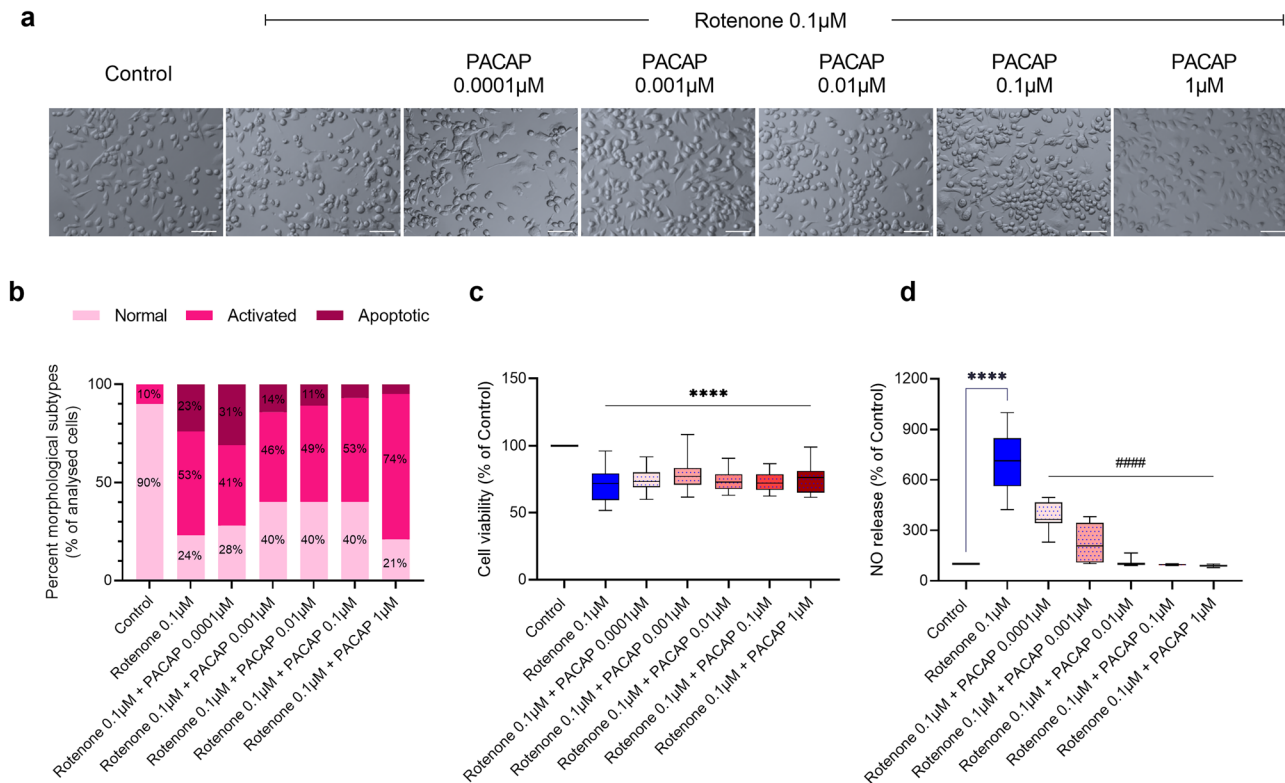 a
Rotenone 0.1µM
Control
PACAP
0.0001µM
PACAP
0.001µM
PACAP
0.01µM
PACAP
0.1µM
PACAP
1µM
b
Normal
Activated
Apoptotic
Percent morphological subtypes
(% of analysed cells)
100
50
0
10%
90%
23%
53%
24%
31%
41%
28%
14%
46%
40%
11%
49%
40%
53%
40%
74%
21%
Control
Rotenone 0.1µM
Rotenone 0.1µM + PACAP 0.0001µM
Rotenone 0.1µM + PACAP 0.001µM
Rotenone 0.1µM + PACAP 0.01µM
Rotenone 0.1µM + PACAP 0.1µM
Rotenone 0.1µM + PACAP 1µM
c
Cell viability (% of Control)
150
100
50
0
****
Control
Rotenone 0.1µM
Rotenone 0.1µM + PACAP 0.0001µM
Rotenone 0.1µM + PACAP 0.001µM
Rotenone 0.1µM + PACAP 0.01µM
Rotenone 0.1µM + PACAP 0.1µM
Rotenone 0.1µM + PACAP 1µM
d
NO release (% of Control)
1200
900
600
300
0
****
####
Control
Rotenone 0.1µM
Rotenone 0.1µM + PACAP 0.0001µM
Rotenone 0.1µM + PACAP 0.001µM
Rotenone 0.1µM + PACAP 0.01µM
Rotenone 0.1µM + PACAP 0.1µM
Rotenone 0.1µM + PACAP 1µM